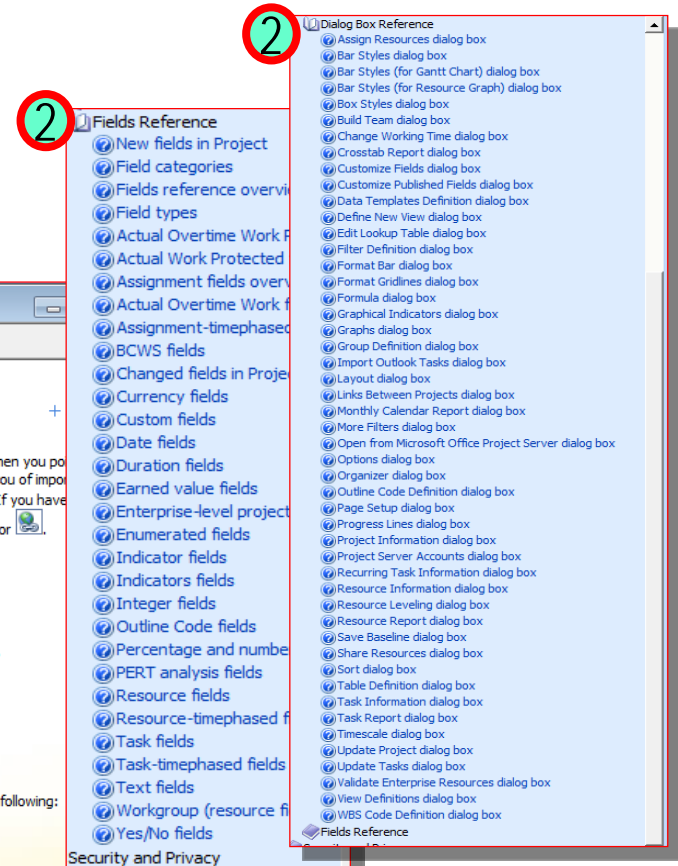 2
Dialog Box Reference
Assign Resources dialog box
Bar Styles dialog box
Bar Styles (for Gantt Chart) dialog box
Bar Styles (for Resource Graph) dialog box
Box Styles dialog box
Build Team dialog box
Change Working Time dialog box
Crosstab Report dialog box
Customize Fields dialog box
Customize Published Fields dialog box
Data Templates Definition dialog box
Define New View dialog box
Edit Lookup Table dialog box
Filter Definition dialog box
Format Bar dialog box
Format Gridlines dialog box
Formula dialog box
Graphical Indicators dialog box
Graphs dialog box
Group Definition dialog box
Import Outlook Tasks dialog box
Layout dialog box
Links Between Projects dialog box
Monthly Calendar Report dialog box
More Filters dialog box
Open from Microsoft Office Project Server dialog box
Options dialog box
Organizer dialog box
Outline Code Definition dialog box
Page Setup dialog box
Progress Lines dialog box
Project Information dialog box
Project Server Accounts dialog box
Recurring Task Information dialog box
Resource Information dialog box
Resource Leveling dialog box
Resource Report dialog box
Save Baseline dialog box
Share Resources dialog box
Sort dialog box
Table Definition dialog box
Task Information dialog box
Task Report dialog box
Timescale dialog box
Update Project dialog box
Update Tasks dialog box
Validate Enterprise Resources dialog box
View Definitions dialog box
WBS Code Definition dialog box
Fields Reference
2
Fields Reference
New fields in Project
Field categories
Fields reference overvi
Field types
Actual Overtime Work
Actual Work Protected
Assignment fields over
Actual Overtime Work f
Assignment-timephased
BCWS fields
Changed fields in Proje
Currency fields
Custom fields
Date fields
Duration fields
Earned value fields
Enterprise-level project
Enumerated fields
Indicator fields
Indicators fields
Integer fields
Outline Code fields
Percentage and numbe
PERT analysis fields
Resource fields
Resource-timephased f
Task fields
Task-timephased fields
Text fields
Workgroup (resource fi
Yes/No fields
Security and Privacy
hen you po
ou of impor
If you have
or
following: